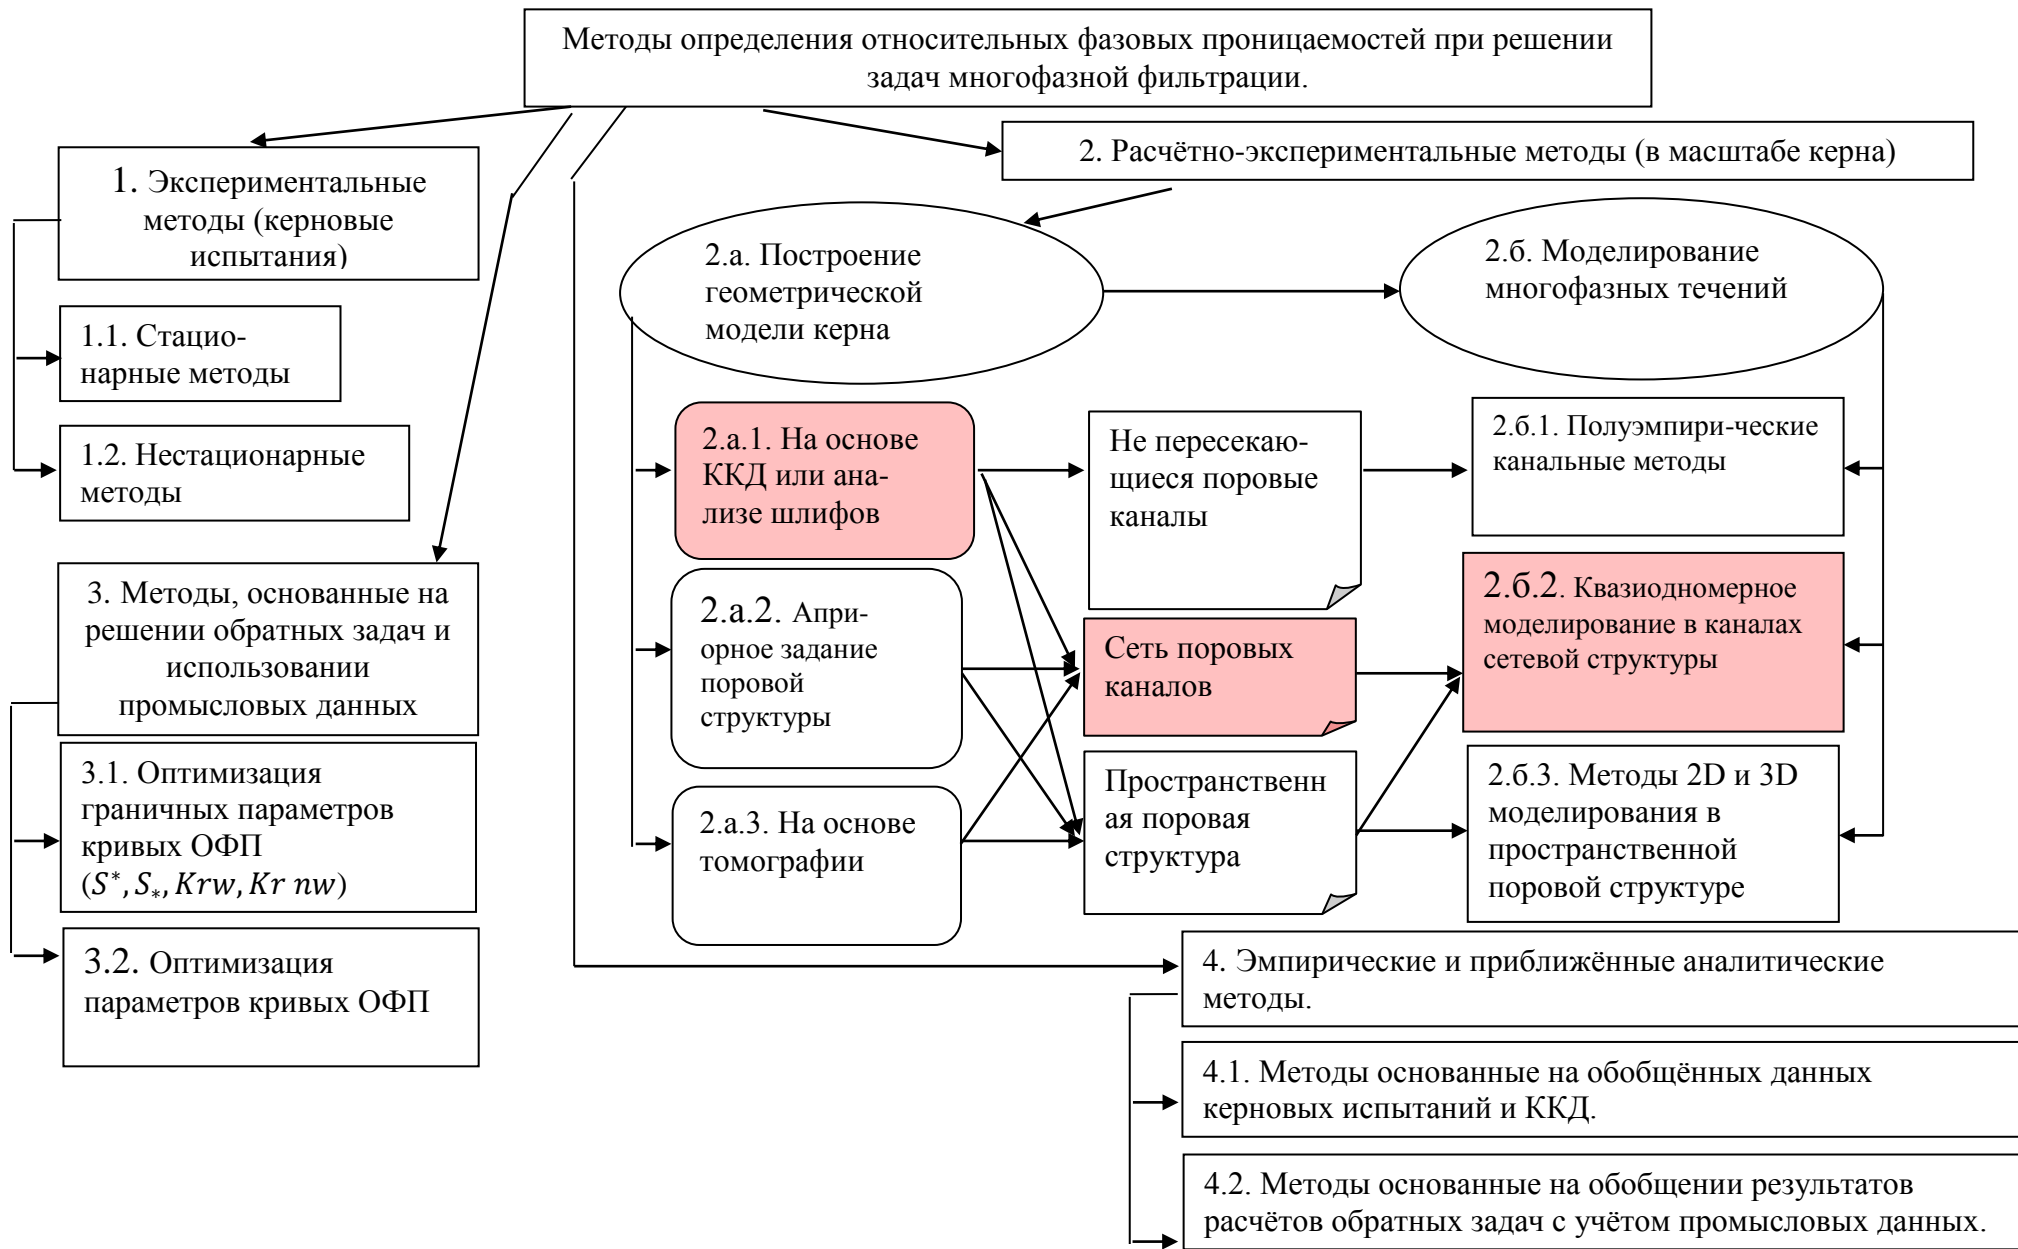 Методы определения относительных фазовых проницаемостей при решении
задач многофазной фильтрации.
1. Экспериментальные
методы (керновые
испытания)
1.1. Стацио-
нарные методы
1.2. Нестационарные
методы
3. Методы, основанные на
решении обратных задач и
использовании
промысловых данных
3.1. Оптимизация
граничных параметров
кривых ОФП
(S*, S∗, Krw, Kr nw)
3.2. Оптимизация
параметров кривых ОФП
2. Расчётно-экспериментальные методы (в масштабе керна)
2.а. Построение
геометрической
модели керна
2.б. Моделирование
многофазных течений
2.а.1. На основе
ККД или ана-
лизе шлифов
2.а.2. Апри-
орное задание
поровой
структуры
2.а.3. На основе
томографии
Не пересекаю-
щиеся поровые
каналы
Сеть поровых
каналов
Пространственн
ая поровая
структура
2.б.1. Полуэмпири-ческие
канальные методы
2.б.2. Квазиодномерное
моделирование в каналах
сетевой структуры
2.б.3. Методы 2D и 3D
моделирования в
пространственной
поровой структуре
4. Эмпирические и приближённые аналитические
методы.
4.1. Методы основанные на обобщённых данных
керновых испытаний и ККД.
4.2. Методы основанные на обобщении результатов
расчётов обратных задач с учётом промысловых данных.